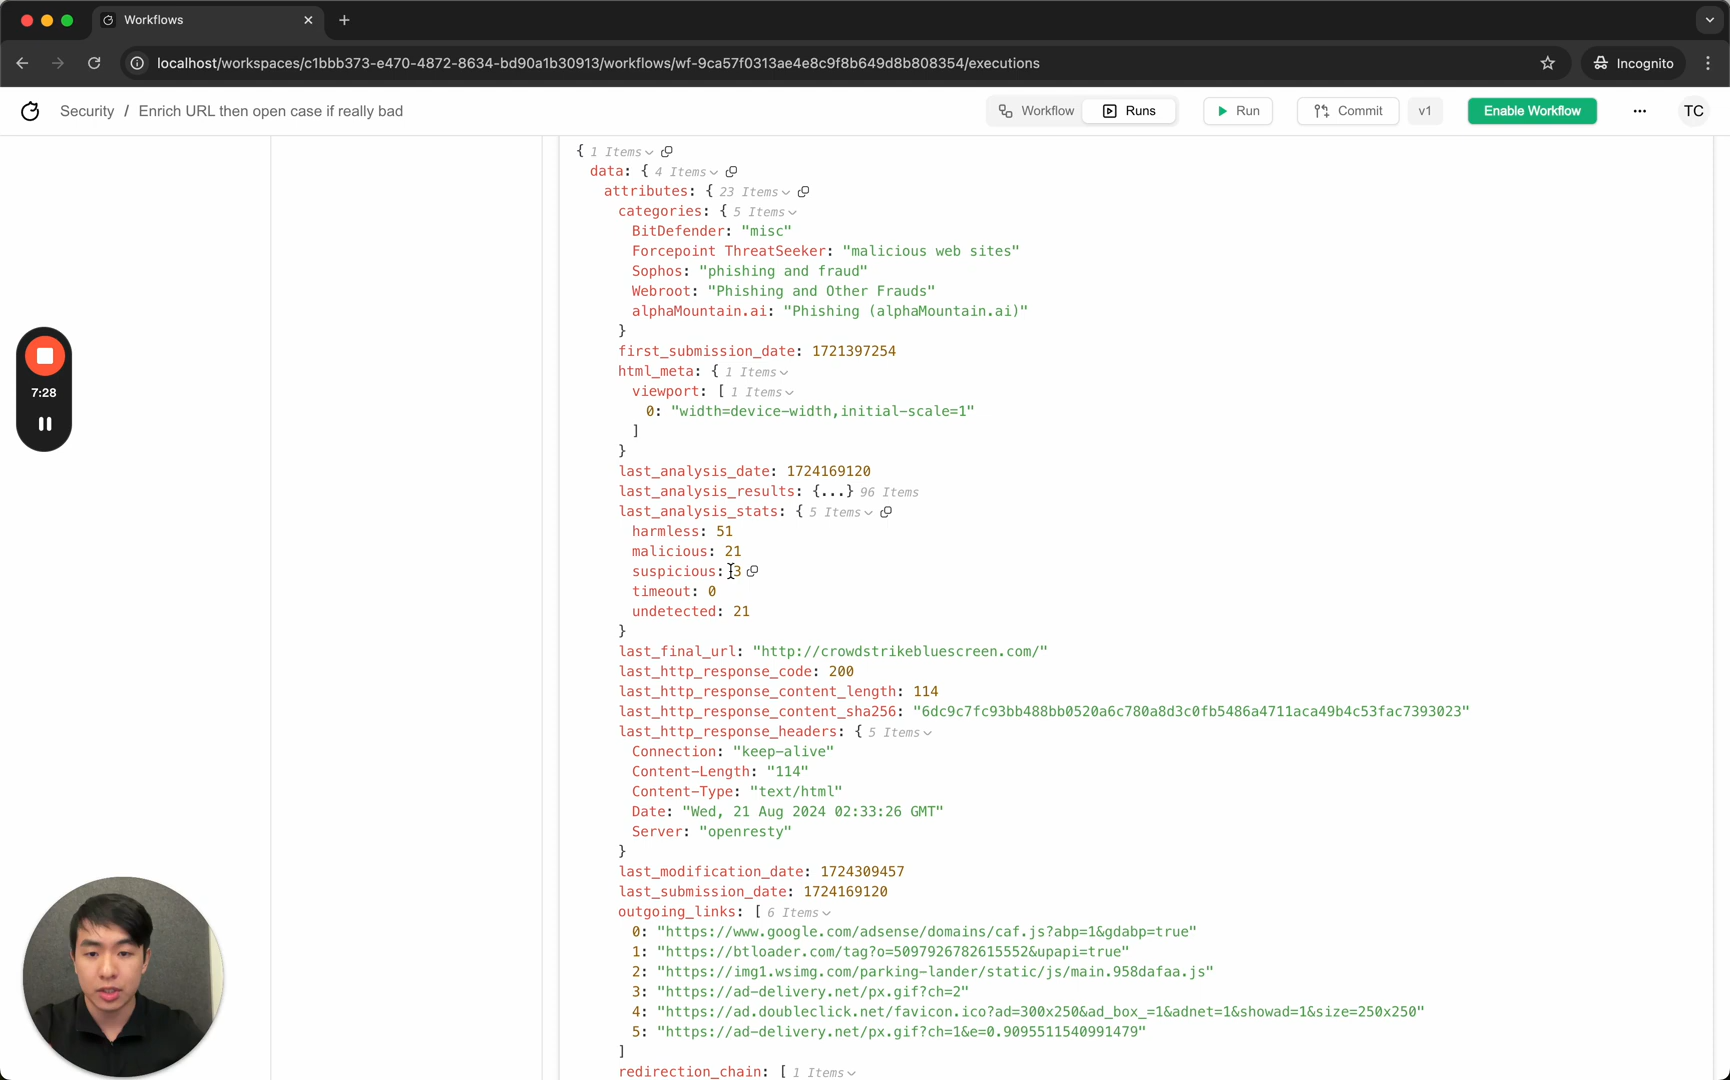 Workflows
localhost/workspaces/c1bbb373-e470-4872-8634-bd90a1b30913/workflows/wf-9ca57f0313ae4e8c9f8b649d8b808354/executions
Incognito
Security / Enrich URL then open case if really bad
Workflow
Runs
Run
Commit
v1
Enable Workflow
TC
{ 1 Items
data: { 4 Items
attributes: { 23 Items
categories: { 5 Items
BitDefender: "misc"
Forcepoint ThreatSeeker: "malicious web sites"
Sophos: "phishing and fraud"
Webroot: "Phishing and Other Frauds"
alphaMountain.ai: "Phishing (alphaMountain.ai)"
}
first_submission_date: 1721397254
html_meta: { 1 Items
viewport: [ 1 Items
0: "width=device-width,initial-scale=1"
]
}
last_analysis_date: 1724169120
last_analysis_results: {...} 96 Items
last_analysis_stats: { 5 Items
harmless: 51
malicious: 21
suspicious: 3
timeout: 0
undetected: 21
}
last_final_url: "http://crowdstrikebluescreen.com/"
last_http_response_code: 200
last_http_response_content_length: 114
last_http_response_content_sha256: "6dc9c7fc93bb488bb0520a6c780a8d3c0fb5486a4711aca49b4c53fac7393023"
last_http_response_headers: { 5 Items
Connection: "keep-alive"
Content-Length: "114"
Content-Type: "text/html"
Date: "Wed, 21 Aug 2024 02:33:26 GMT"
Server: "openresty"
}
last_modification_date: 1724309457
last_submission_date: 1724169120
outgoing_links: [ 6 Items
0: "https://www.google.com/adsense/domains/caf.js?abp=1&gdabp=true"
1: "https://btloader.com/tag?o=5097926782615552&upapi=true"
2: "https://img1.wsimg.com/parking-lander/static/js/main.958dafaa.js"
3: "https://ad-delivery.net/px.gif?ch=2"
4: "https://ad.doubleclick.net/favicon.ico?ad=300x250&ad_box_=1&adnet=1&showad=1&size=250x250"
5: "https://ad-delivery.net/px.gif?ch=1&e=0.9095511540991479"
]
redirection_chain: [ 1 Items
7:28